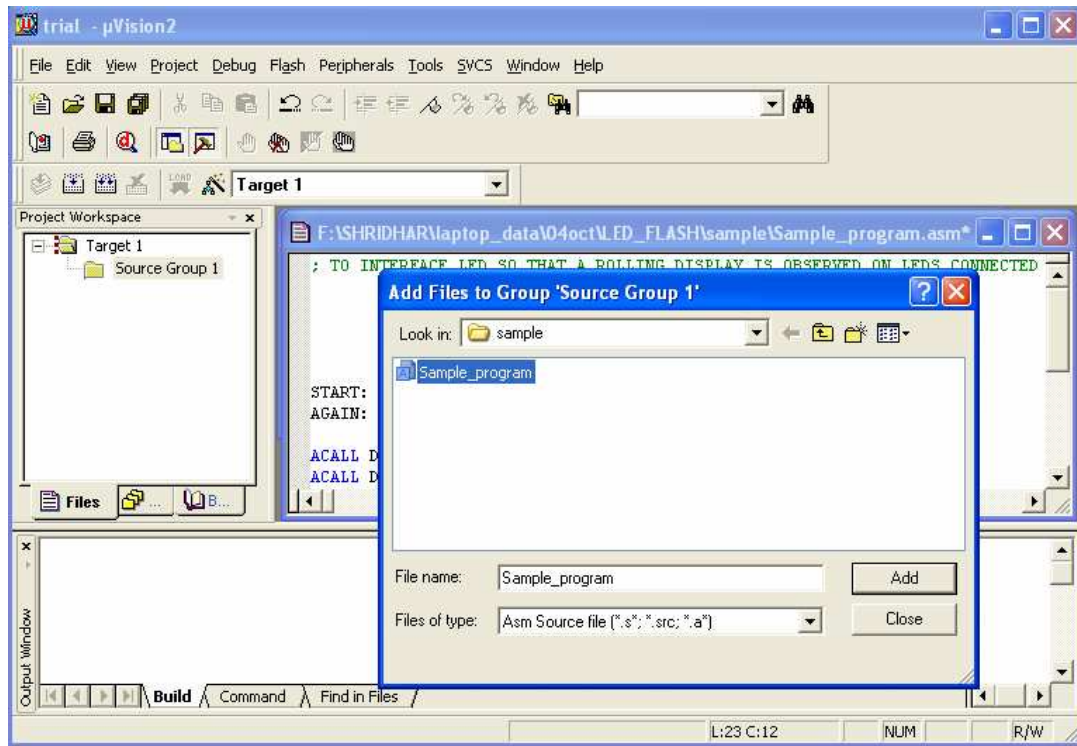 trial - µVision2
File Edit View Project Debug Flash Peripherals Tools SVCS Window Help
LOAD
Target 1
Project Workspace
Target 1
Source Group 1
Files
...
B...
F:\SHRIDHAR\laptop_data\04oct\LED_FLASH\sample\Sample_program.asm*
; TO INTERFACE LED SO THAT A ROLLING DISPLAY IS OBSERVED ON LEDS CONNECTED
START:
AGAIN:
ACALL D
ACALL D
Add Files to Group 'Source Group 1'
Look in: sample
Sample_program
File name: Sample_program
Add
Files of type: Asm Source file (*.s*; *.src; *.a*)
Close
Output Window
Build Command Find in Files
L:23 C:12 NUM R/W